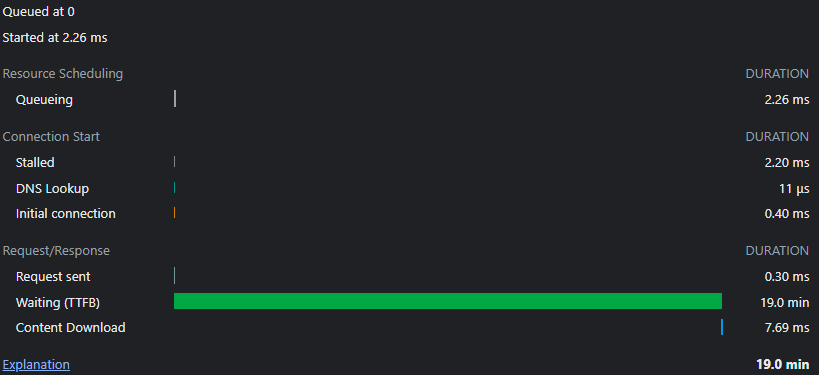 Queued at 0
Started at 2.26 ms
Resource Scheduling DURATION
Queueing 2.26 ms
Connection Start DURATION
Stalled 2.20 ms
DNS Lookup 11 μs
Initial connection 0.40 ms
Request/Response DURATION
Request sent 0.30 ms
Waiting (TTFB) 19.0 min
Content Download 7.69 ms
Explanation 19.0 min